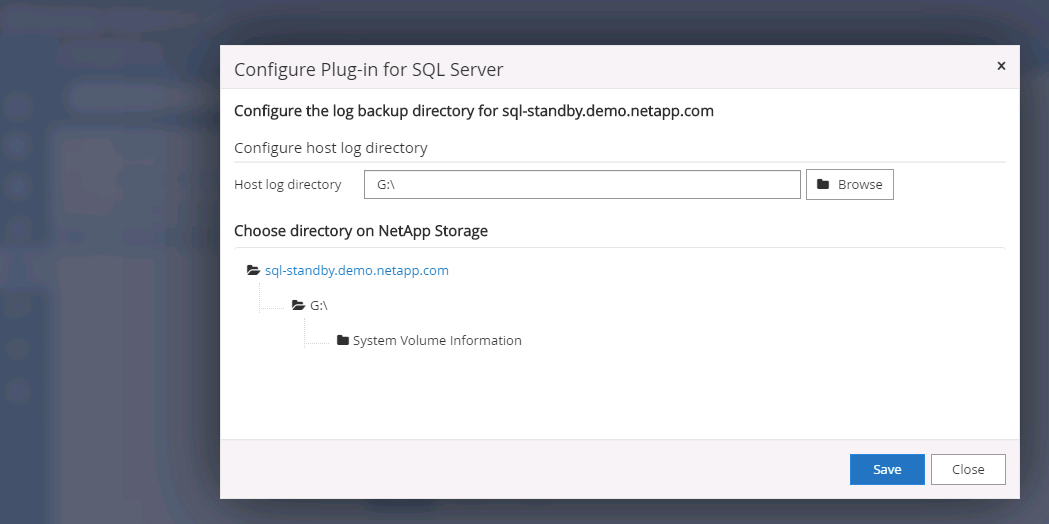 Configure Plug-in for SQL Server
×
Configure the log backup directory for sql-standby.demo.netapp.com
Configure host log directory
Host log directory G:\ Browse
Choose directory on NetApp Storage
sql-standby.demo.netapp.com
G:\
System Volume Information
Save Close